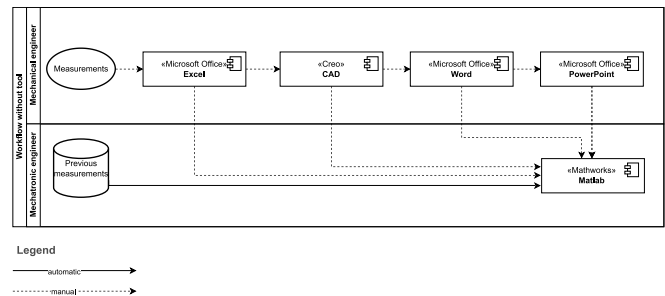 Workflow without tool
Mechanical engineer
Measurements
«Microsoft Office»
Excel
«Creo»
CAD
«Microsoft Office»
Word
«Microsoft Office»
PowerPoint
Mechatronic engineer
Previous
measurements
«Mathworks»
Matlab
Legend
automatic
manual